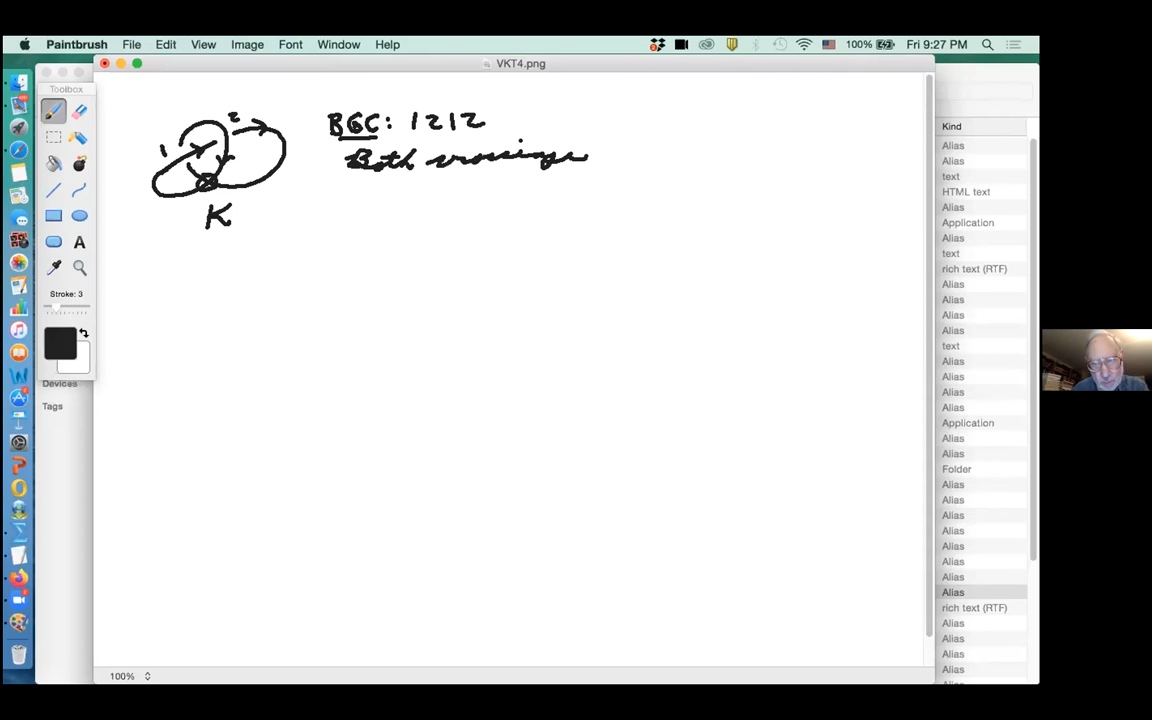 Paintbrush File Edit View Image Font Window Help 100% Fri 9:27 PM
VKT4.png
Toolbox
Kind
2
BGC: 1212
1
Both crossings
K
Alias
Alias
text
HTML text
Alias
Application
Alias
text
rich text (RTF)
Alias
Alias
Alias
Alias
text
Alias
Alias
Alias
Alias
Application
Alias
Alias
Folder
Alias
Alias
Alias
Alias
Alias
Alias
Alias
Alias
rich text (RTF)
Alias
Alias
Alias
Alias
Alias
A
Stroke: 3
Devices
Tags
100%